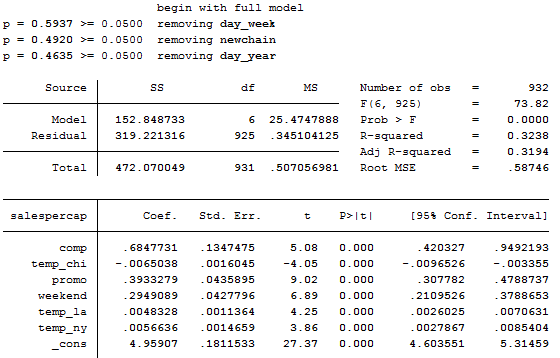 begin with full model
p = 0.5937 >= 0.0500 removing day_week
p = 0.4920 >= 0.0500 removing newchain
p = 0.4635 >= 0.0500 removing day_year
Source SS df MS Number of obs = 932
F(6, 925) = 73.82
Model 152.848733 6 25.4747888 Prob > F = 0.0000
Residual 319.221316 925 .345104125 R-squared = 0.3238
Adj R-squared = 0.3194
Total 472.070049 931 .507056981 Root MSE = .58746
salespercap Coef. Std. Err. t P>|t| [95% Conf. Interval]
comp .6847731 .1347475 5.08 0.000 .420327 .9492193
temp_chi -.0065038 .0016045 -4.05 0.000 -.0096526 -.003355
promo .3933279 .0435895 9.02 0.000 .307782 .4788737
weekend .2949089 .0427796 6.89 0.000 .2109526 .3788653
temp_la .0048328 .0011364 4.25 0.000 .0026025 .0070631
temp_ny .0056636 .0014659 3.86 0.000 .0027867 .0085404
_cons 4.95907 .1811533 27.37 0.000 4.603551 5.31459